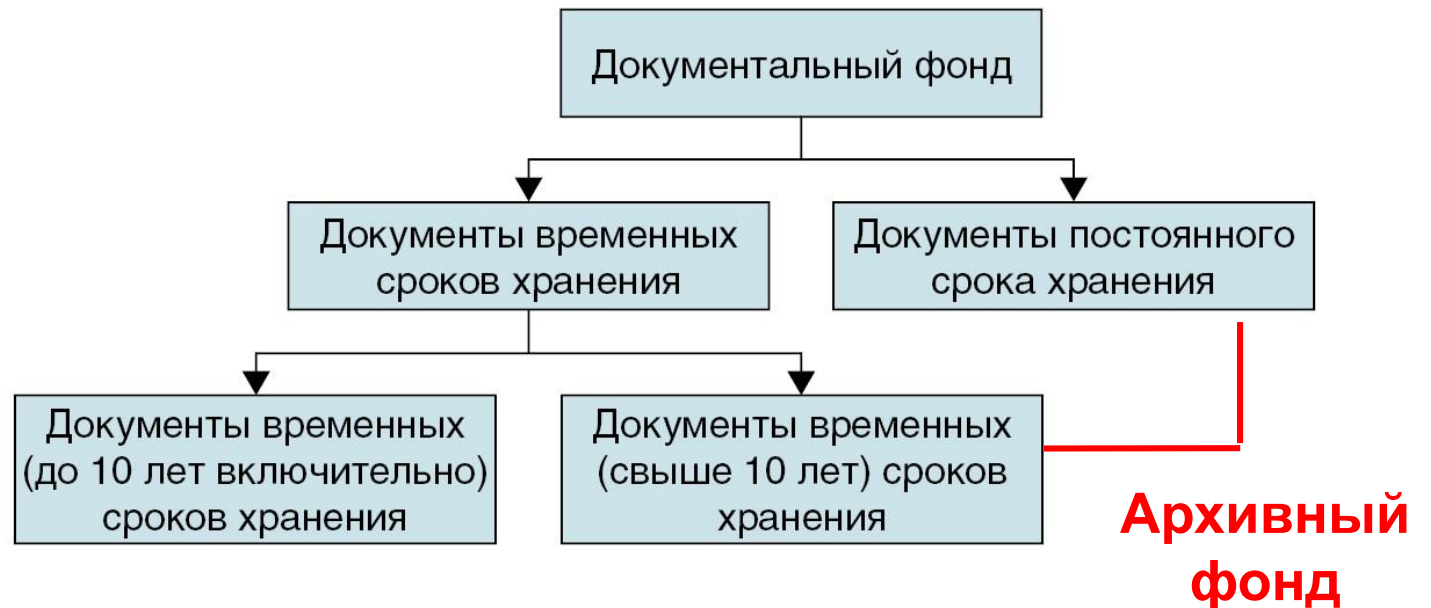 Документальный фонд
Документы временных
сроков хранения
Документы постоянного
срока хранения
Документы временных
(до 10 лет включительно)
сроков хранения
Документы временных
(свыше 10 лет) сроков
хранения
Архивный
фонд